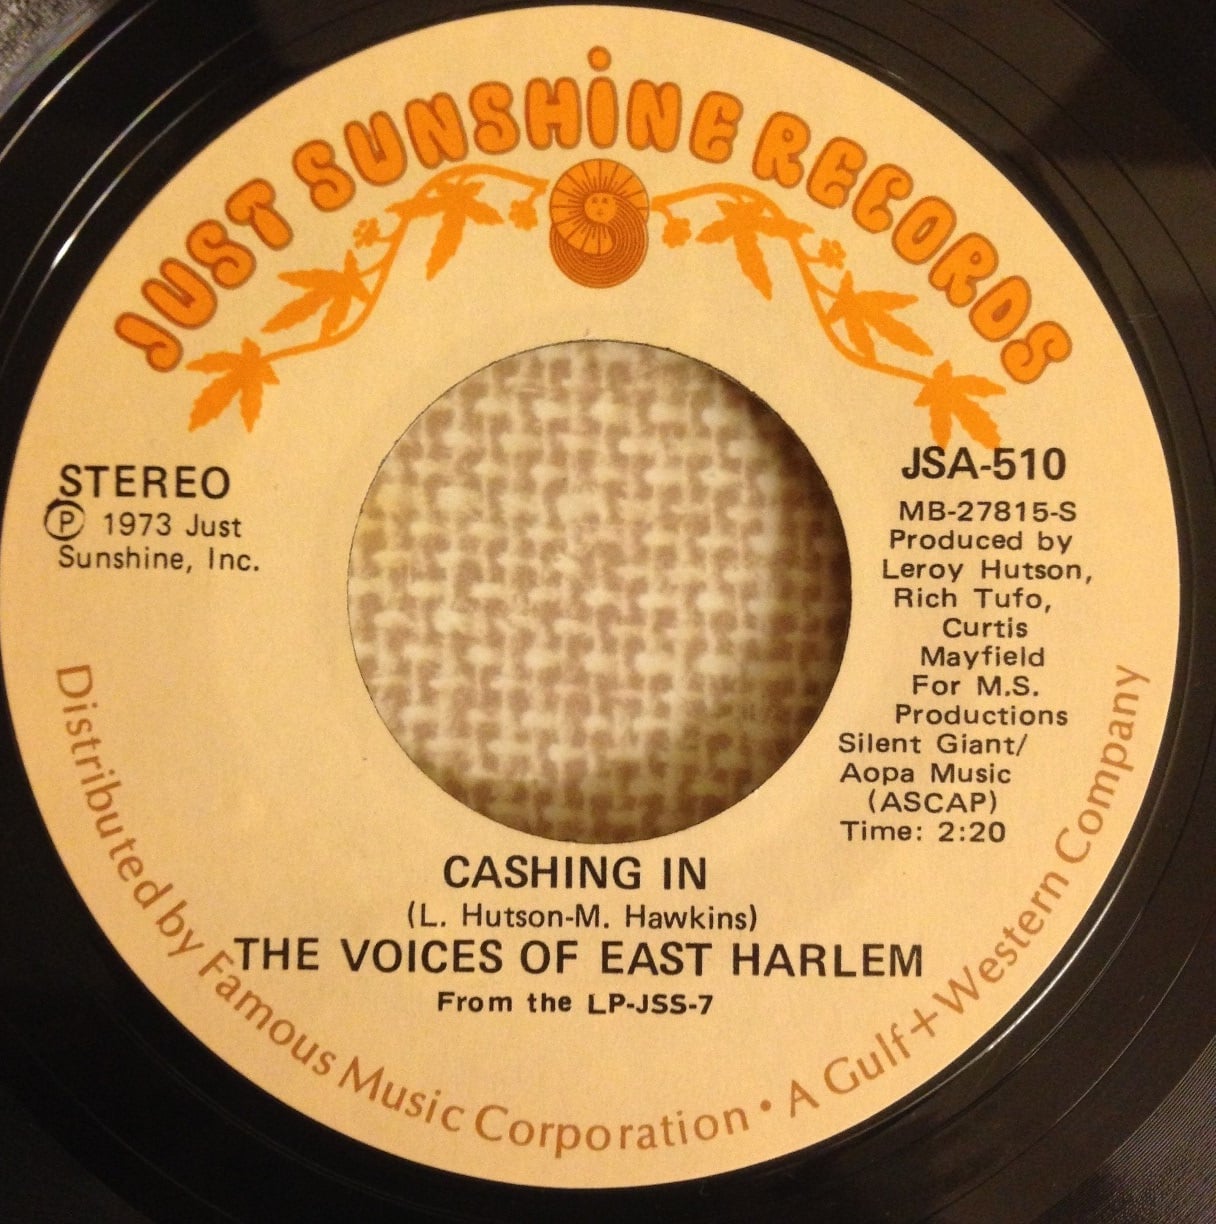 JUST SUNSHINE RECORDS
STEREO
Ⓟ 1973 Just
Sunshine, Inc.
JSA-510
MB-27815-S
Produced by
Leroy Hutson,
Rich Tufo,
Curtis
Mayfield
For M.S.
Productions
Silent Giant/
Aopa Music
(ASCAP)
Time: 2:20
CASHING IN
(L. Hutson-M. Hawkins)
THE VOICES OF EAST HARLEM
From the LP-JSS-7
Distributed by Famous Music Corporation • A Gulf+Western Company